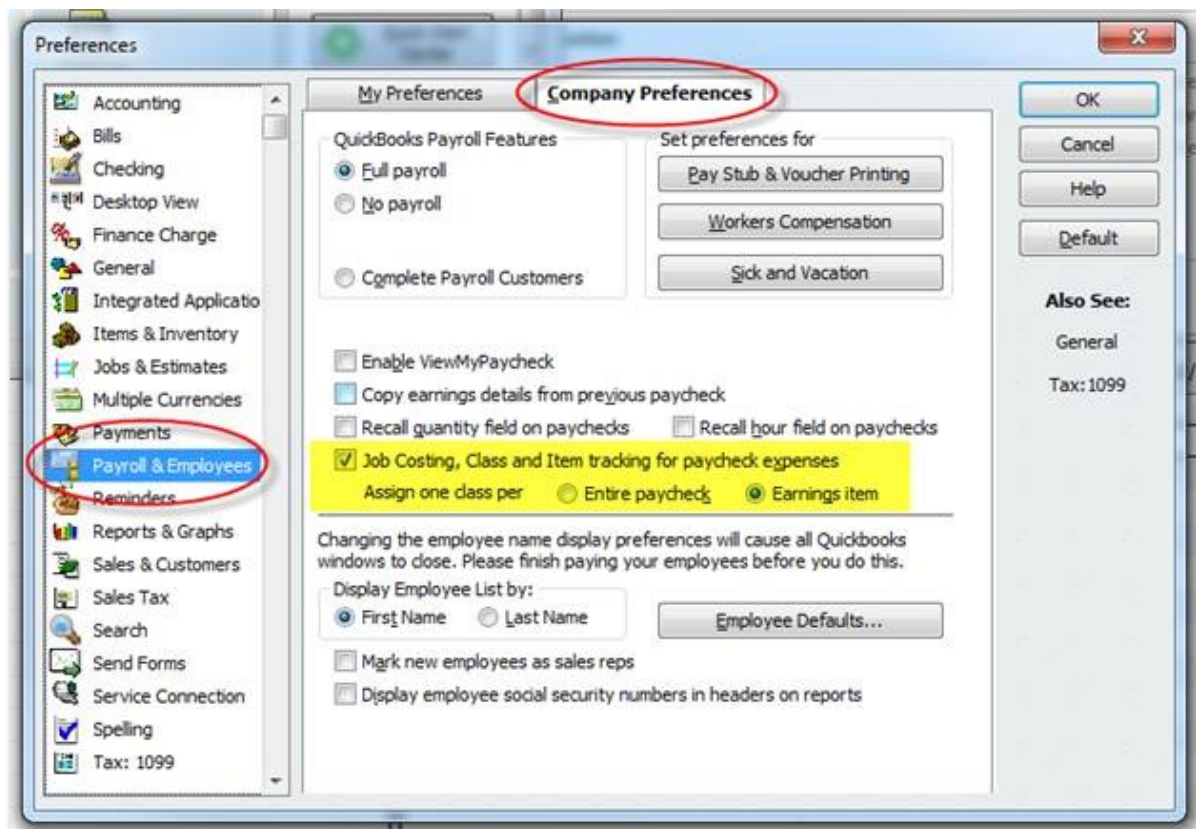 Preferences
Accounting
Bills
Checking
Desktop View
Finance Charge
General
Integrated Applicatio
Items & Inventory
Jobs & Estimates
Multiple Currencies
Payments
Payroll & Employees
Reminders
Reports & Graphs
Sales & Customers
Sales Tax
Search
Send Forms
Service Connection
Spelling
Tax: 1099
My Preferences
Company Preferences
QuickBooks Payroll Features
Full payroll
No payroll
Complete Payroll Customers
Set preferences for
Pay Stub & Voucher Printing
Workers Compensation
Sick and Vacation
Enable ViewMyPaycheck
Copy earnings details from previous paycheck
Recall quantity field on paychecks
Recall hour field on paychecks
Job Costing, Class and Item tracking for paycheck expenses
Assign one class per Entire paycheck Earnings item
Changing the employee name display preferences will cause all Quickbooks
windows to close. Please finish paying your employees before you do this.
Display Employee List by:
First Name Last Name
Employee Defaults...
Mark new employees as sales reps
Display employee social security numbers in headers on reports
OK
Cancel
Help
Default
Also See:
General
Tax: 1099